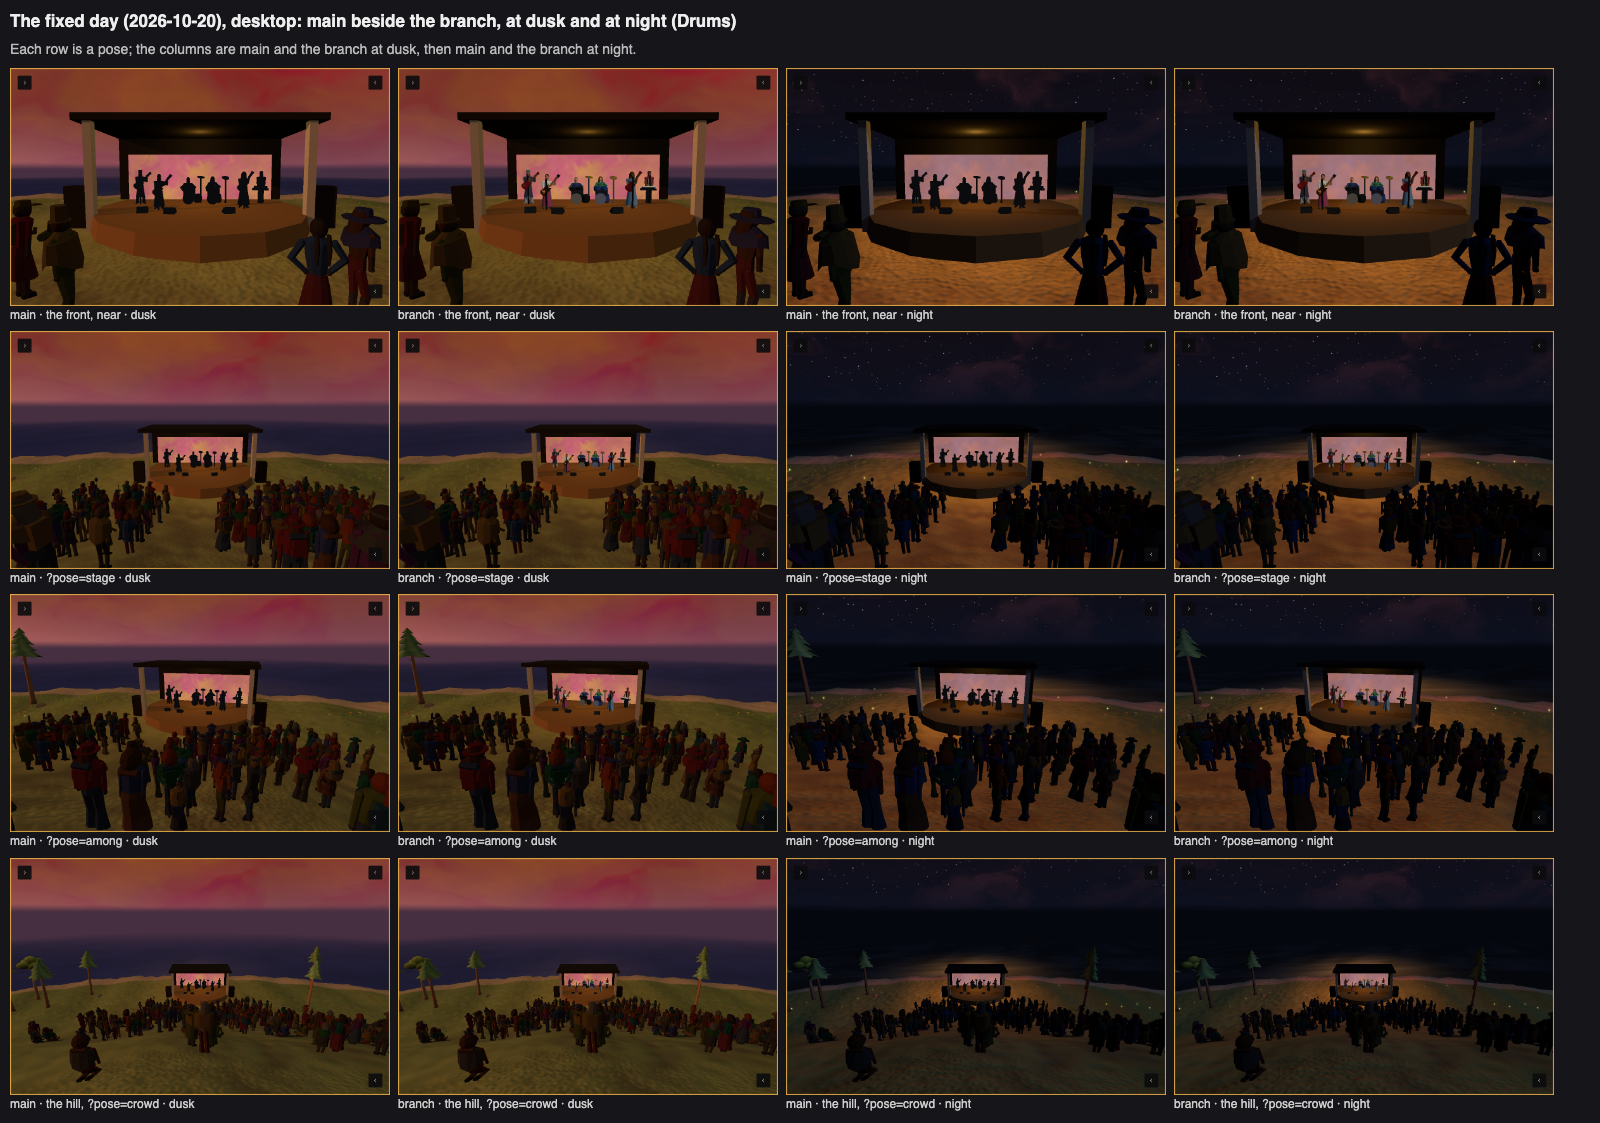 The fixed day (2026-10-20), desktop: main beside the branch, at dusk and at night (Drums)
Each row is a pose; the columns are main and the branch at dusk, then main and the branch at night.
main · the front, near · dusk
branch · the front, near · dusk
main · the front, near · night
branch · the front, near · night
main · ?pose=stage · dusk
branch · ?pose=stage · dusk
main · ?pose=stage · night
branch · ?pose=stage · night
main · ?pose=among · dusk
branch · ?pose=among · dusk
main · ?pose=among · night
branch · ?pose=among · night
main · the hill, ?pose=crowd · dusk
branch · the hill, ?pose=crowd · dusk
main · the hill, ?pose=crowd · night
branch · the hill, ?pose=crowd · night